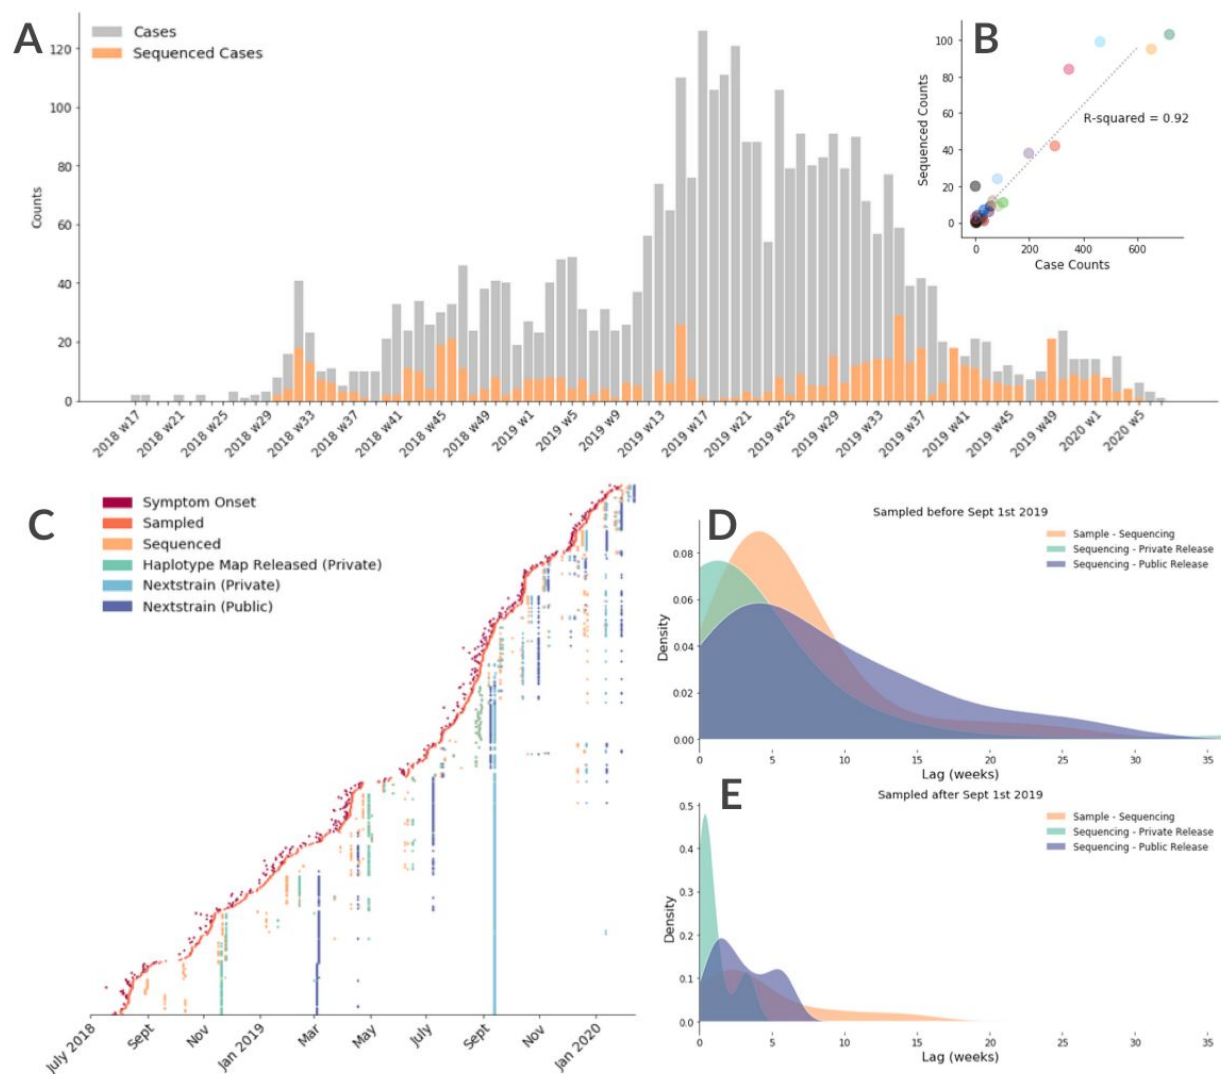 A
Cases
Sequenced Cases
120
100
80
60
40
20
0
Counts
2018 w17
2018 w21
2018 w25
2018 w29
2018 w33
2018 w37
2018 w41
2018 w45
2018 w49
2019 w1
2019 w5
2019 w9
2019 w13
2019 w17
2019 w21
2019 w25
2019 w29
2019 w33
2019 w37
2019 w41
2019 w45
2019 w49
2020 w1
2020 w5
B
100
80
60
40
20
0
Sequenced Counts
R-squared = 0.92
0 200 400 600
Case Counts
C
Symptom Onset
Sampled
Sequenced
Haplotype Map Released (Private)
Nextstrain (Private)
Nextstrain (Public)
July 2018
Sept
Nov
Jan 2019
Mar
May
July
Sept
Nov
Jan 2020
D
Sampled before Sept 1st 2019
Sample - Sequencing
Sequencing - Private Release
Sequencing - Public Release
0.08
0.06
0.04
0.02
0.00
Density
0 5 10 15 20 25 30 35
Lag (weeks)
E
Sampled after Sept 1st 2019
Sample - Sequencing
Sequencing - Private Release
Sequencing - Public Release
0.5
0.4
0.3
0.2
0.1
0.0
Density
0 5 10 15 20 25 30 35
Lag (weeks)